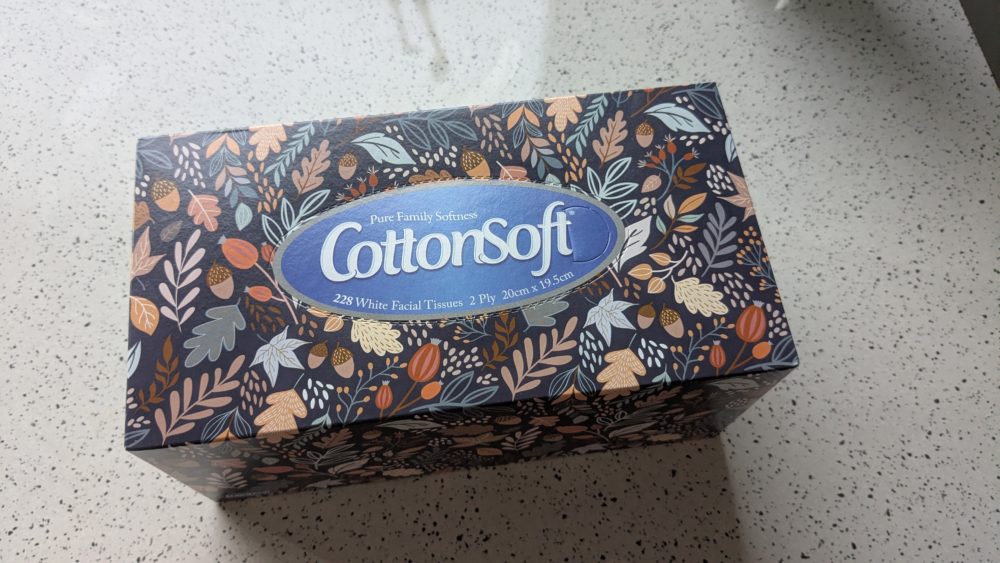 Pure Family Softness
CottonSoft
228 White Facial Tissues 2 Ply 20cm x 19.5cm